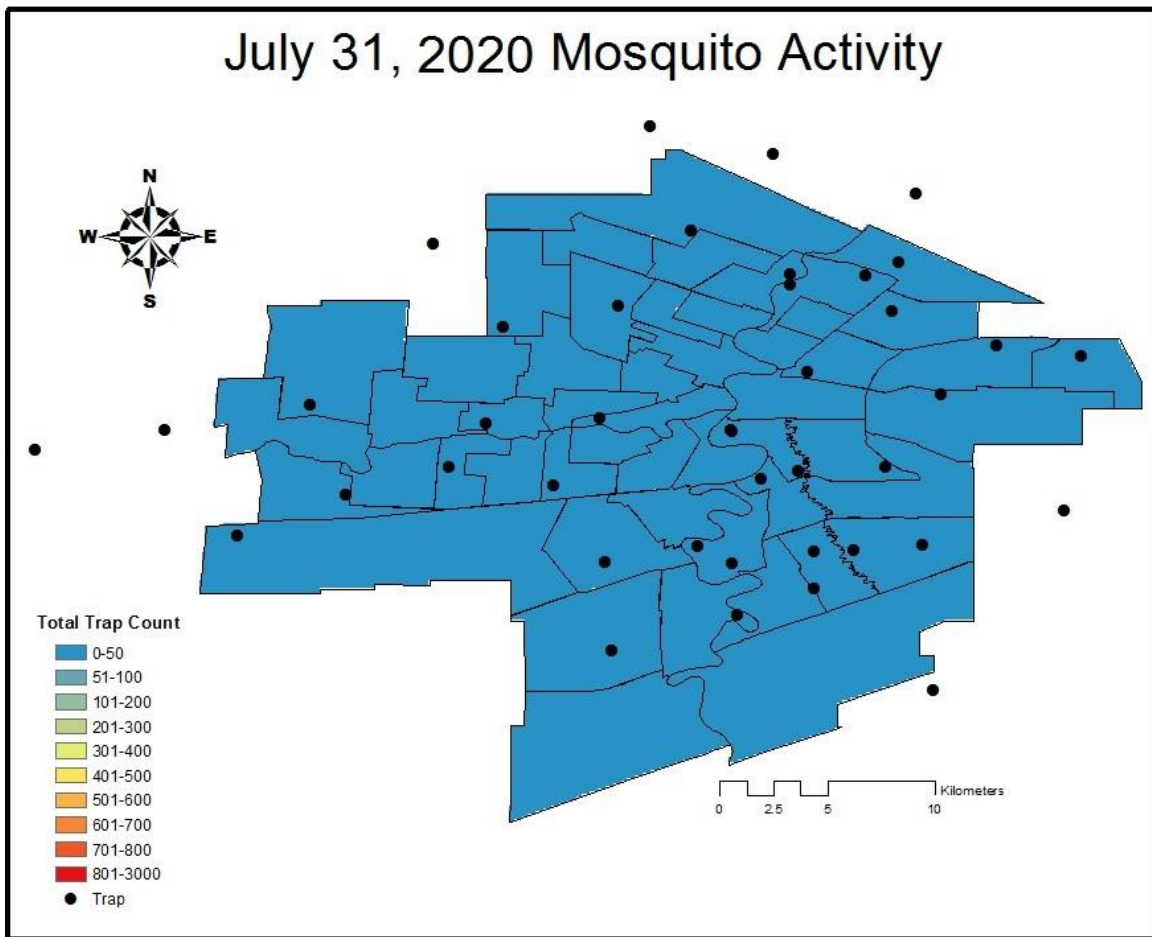 July 31, 2020 Mosquito Activity
N
W E
S
Total Trap Count
0-50
51-100
101-200
201-300
301-400
401-500
501-600
601-700
701-800
801-3000
Trap
Kilometers
0 2.5 5 10